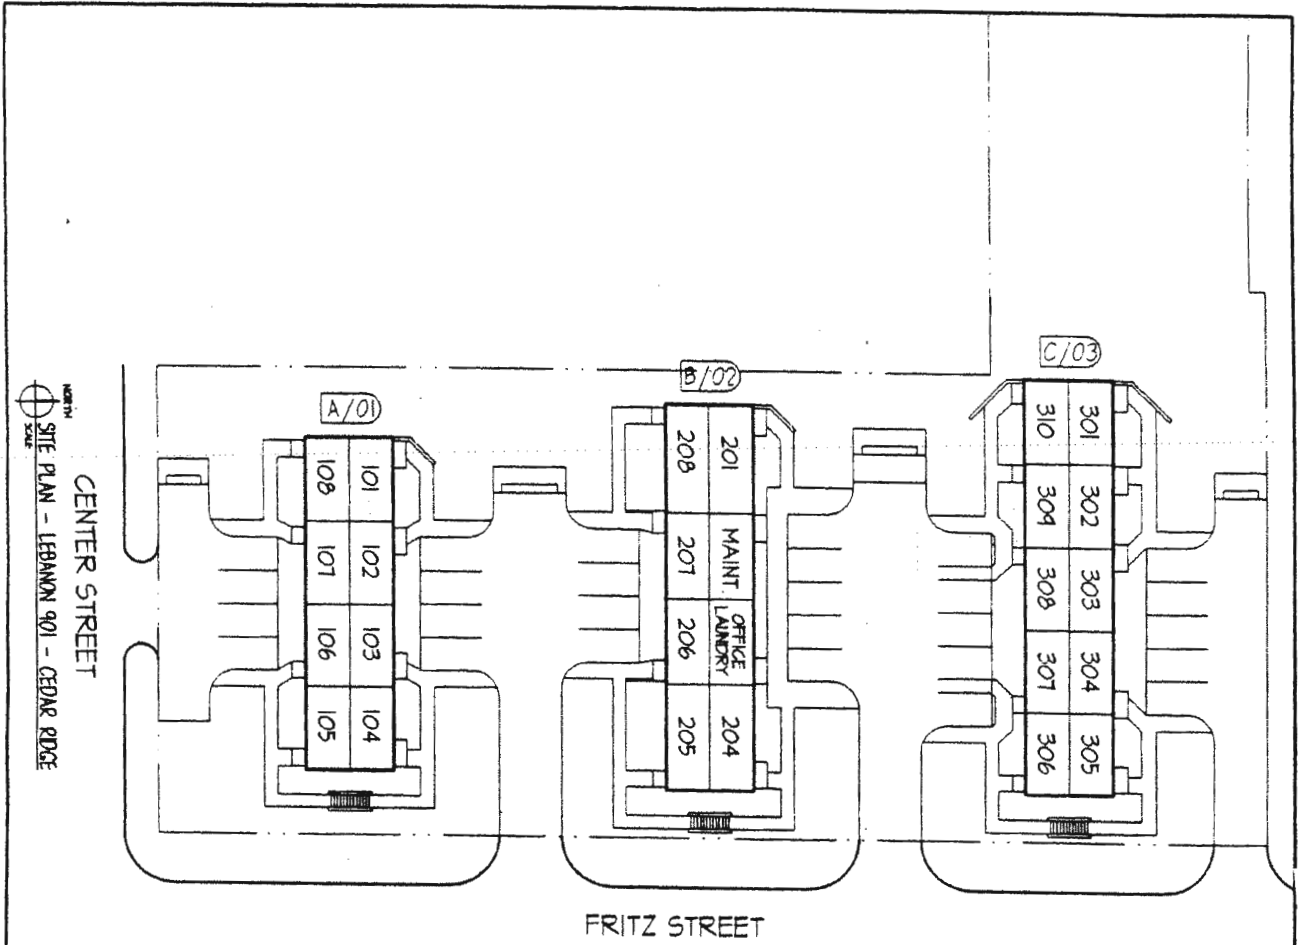 C/03
B/02
A/01
310 301
309 302
308 303
307 304
306 305
208 201
207 MAINT.
206 OFFICE
LAUNDRY
205 204
108 101
107 102
106 103
105 104
CENTER STREET
NORTH
SITE PLAN - LEBANON 901 - CEDAR RIDGE
SCALE
FRITZ STREET